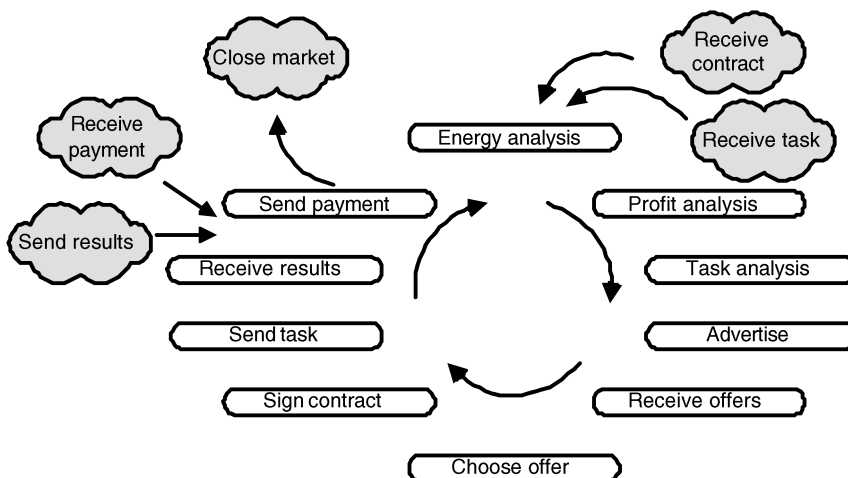 Receive
contract
Close market
Receive
payment
Energy analysis
Receive task
Send payment
Profit analysis
Send results
Receive results
Task analysis
Send task
Advertise
Sign contract
Receive offers
Choose offer